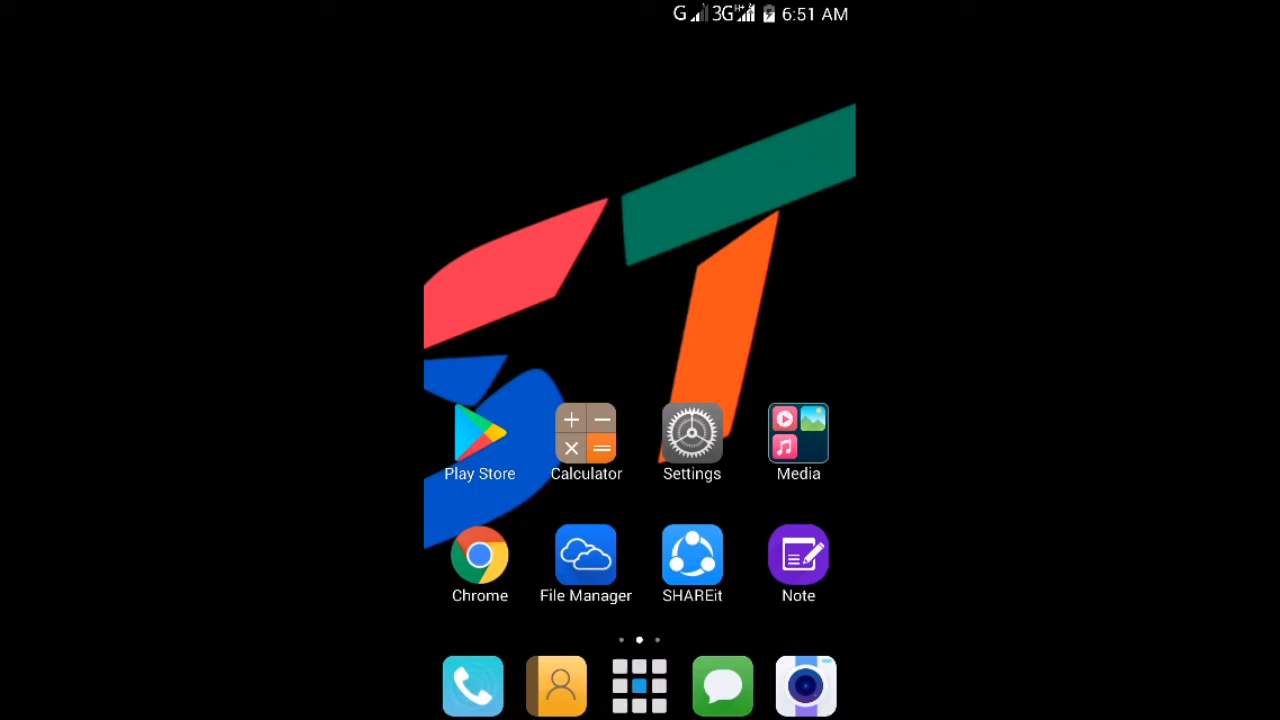 G 3G H+ 6:51 AM
Play Store Calculator Settings Media
Chrome File Manager SHAREit Note